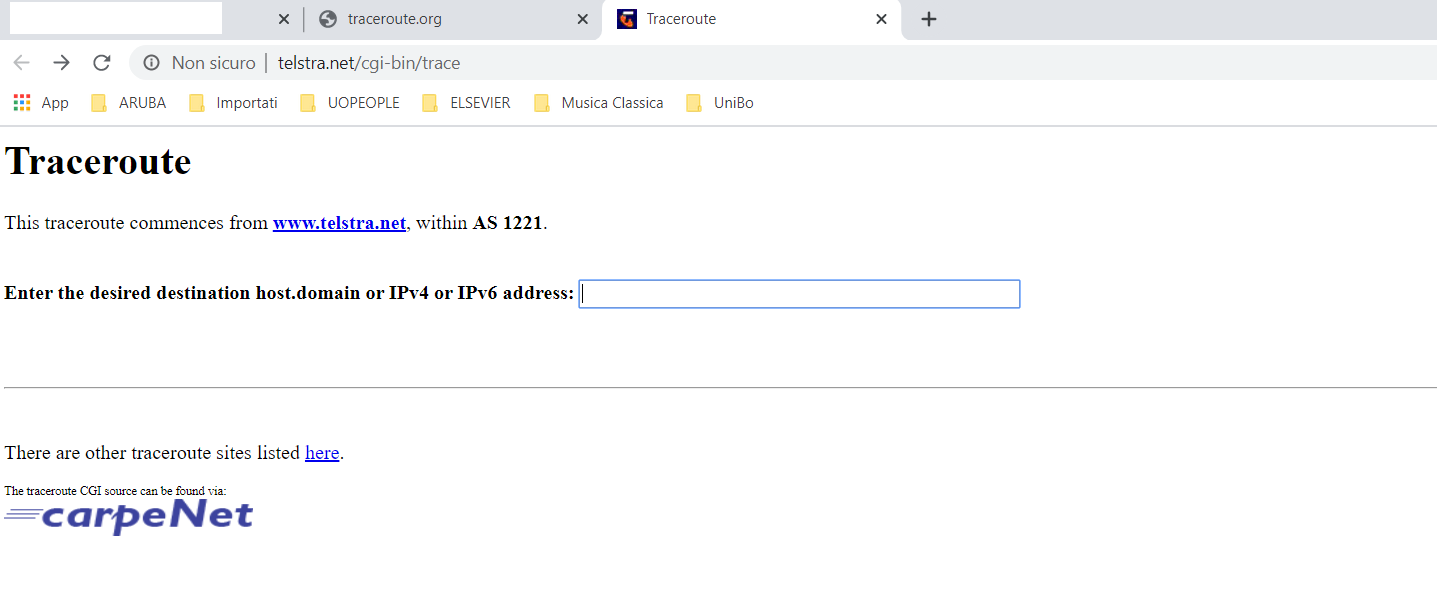 traceroute.org Traceroute
Non sicuro telstra.net/cgi-bin/trace
App ARUBA Importati UOPEOPLE ELSEVIER Musica Classica UniBo
Traceroute
This traceroute commences from www.telstra.net, within AS 1221.
Enter the desired destination host.domain or IPv4 or IPv6 address:
There are other traceroute sites listed here.
The traceroute CGI source can be found via:
carpeNet